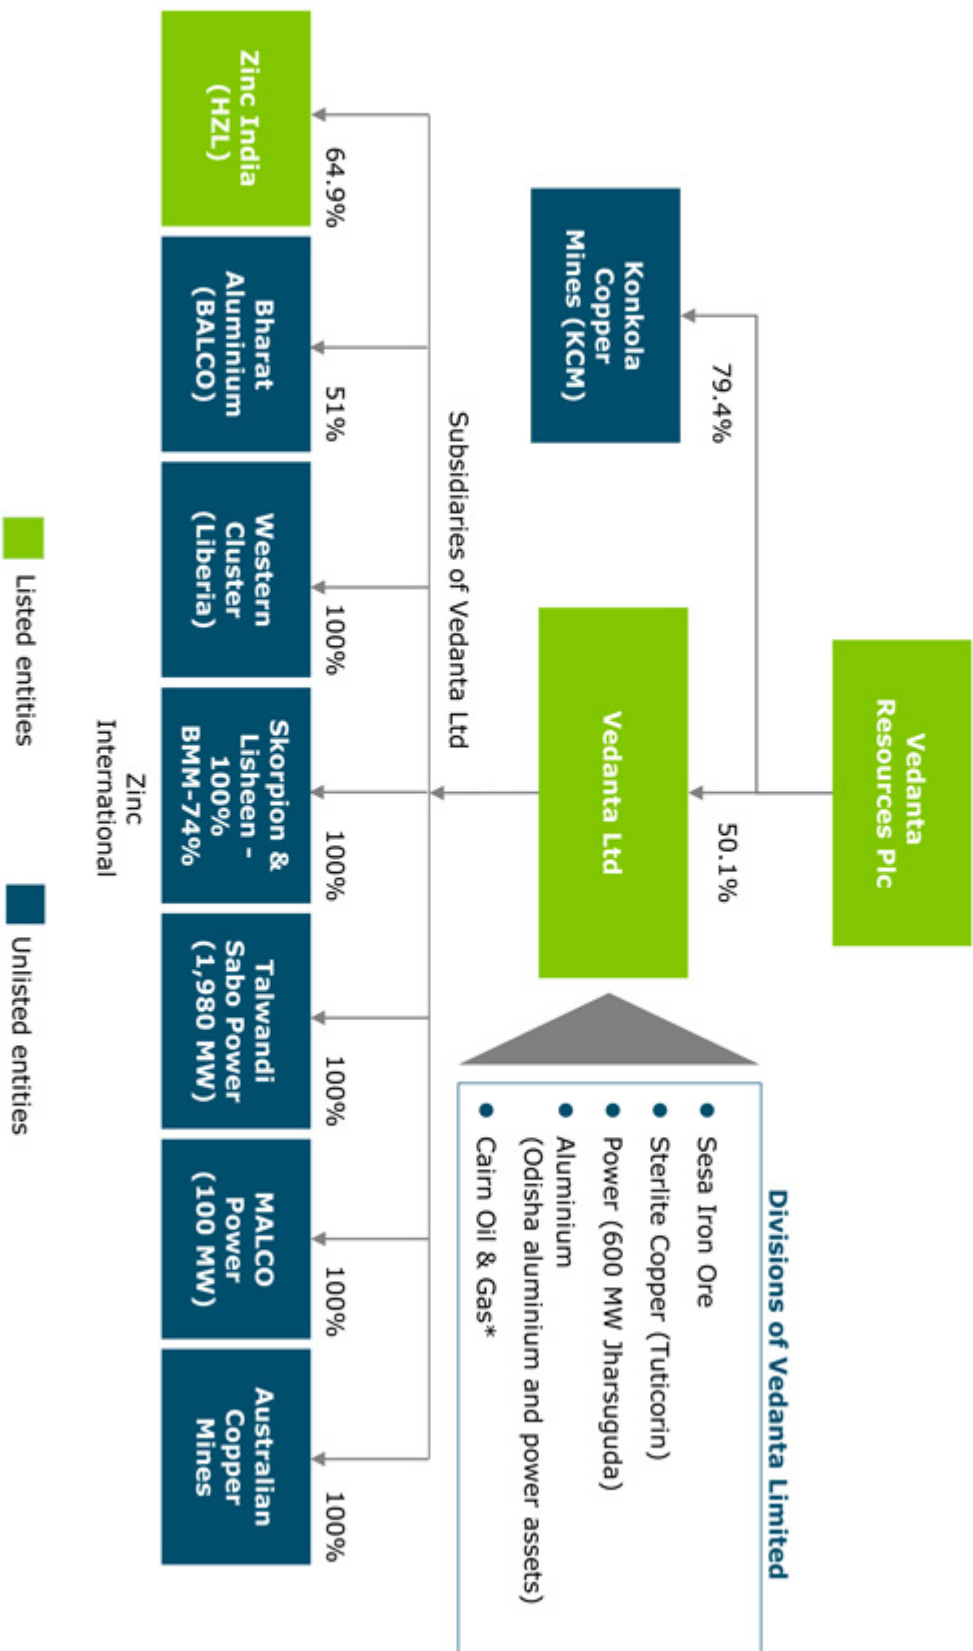 Vedanta
Resources Plc
79.4%
50.1%
Konkola
Copper
Mines (KCM)
Vedanta Ltd
Divisions of Vedanta Limited
• Sesa Iron Ore
• Sterlite Copper (Tuticorin)
• Power (600 MW Jharsuguda)
• Aluminium
(Odisha aluminium and power assets)
• Cairn Oil & Gas*
Subsidiaries of Vedanta Ltd
64.9%
51%
100%
100%
100%
100%
100%
Zinc India
(HZL)
Bharat
Aluminium
(BALCO)
Western
Cluster
(Liberia)
Skorpion &
Lisheen -
100%
BMM-74%
Talwandi
Sabo Power
(1,980 MW)
MALCO
Power
(100 MW)
Australian
Copper
Mines
Zinc
International
Listed entities
Unlisted entities